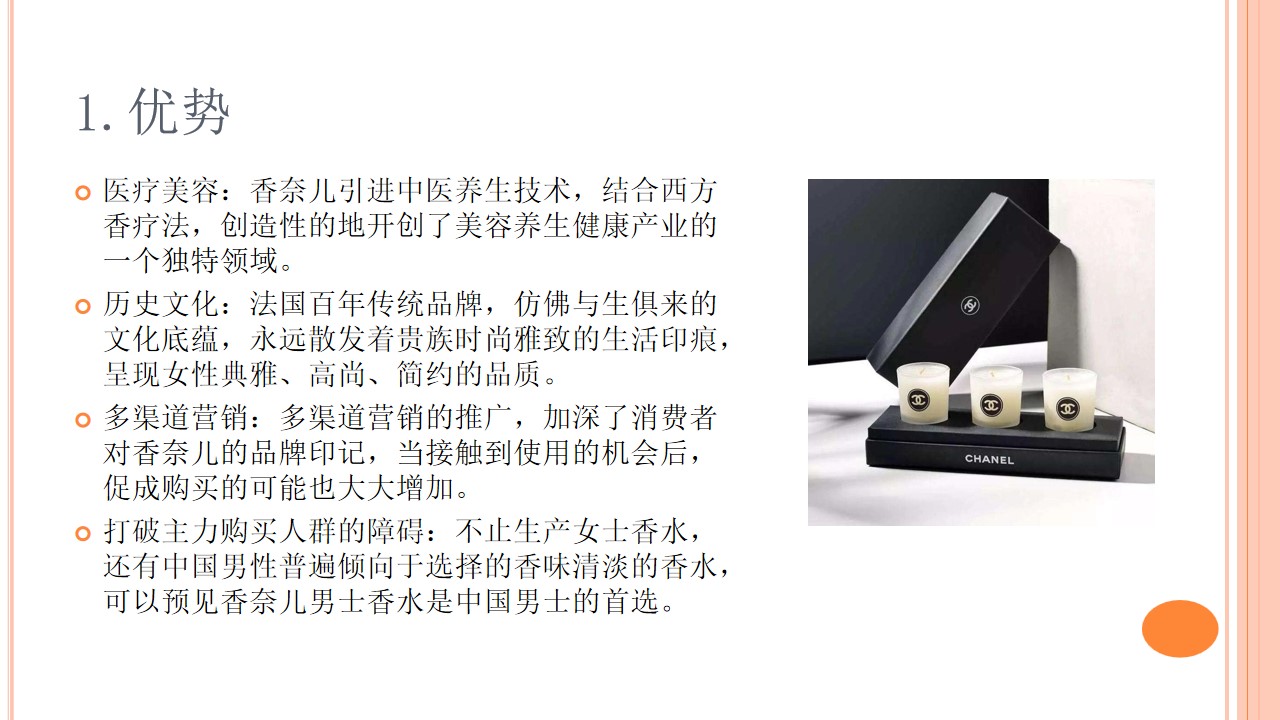 1.优势
医疗美容：香奈儿引进中医养生技术，结合西方
香疗法，创造性的地开创了美容养生健康产业的
一个独特领域。
历史文化：法国百年传统品牌，仿佛与生俱来的
文化底蕴，永远散发着贵族时尚雅致的生活印痕，
呈现女性典雅、高尚、简约的品质。
多渠道营销：多渠道营销的推广，加深了消费者
对香奈儿的品牌印记，当接触到使用的机会后，
促成购买的可能也大大增加。
打破主力购买人群的障碍：不止生产女士香水，
还有中国男性普遍倾向于选择的香味清淡的香水，
可以预见香奈儿男士香水是中国男士的首选。
CHANEL